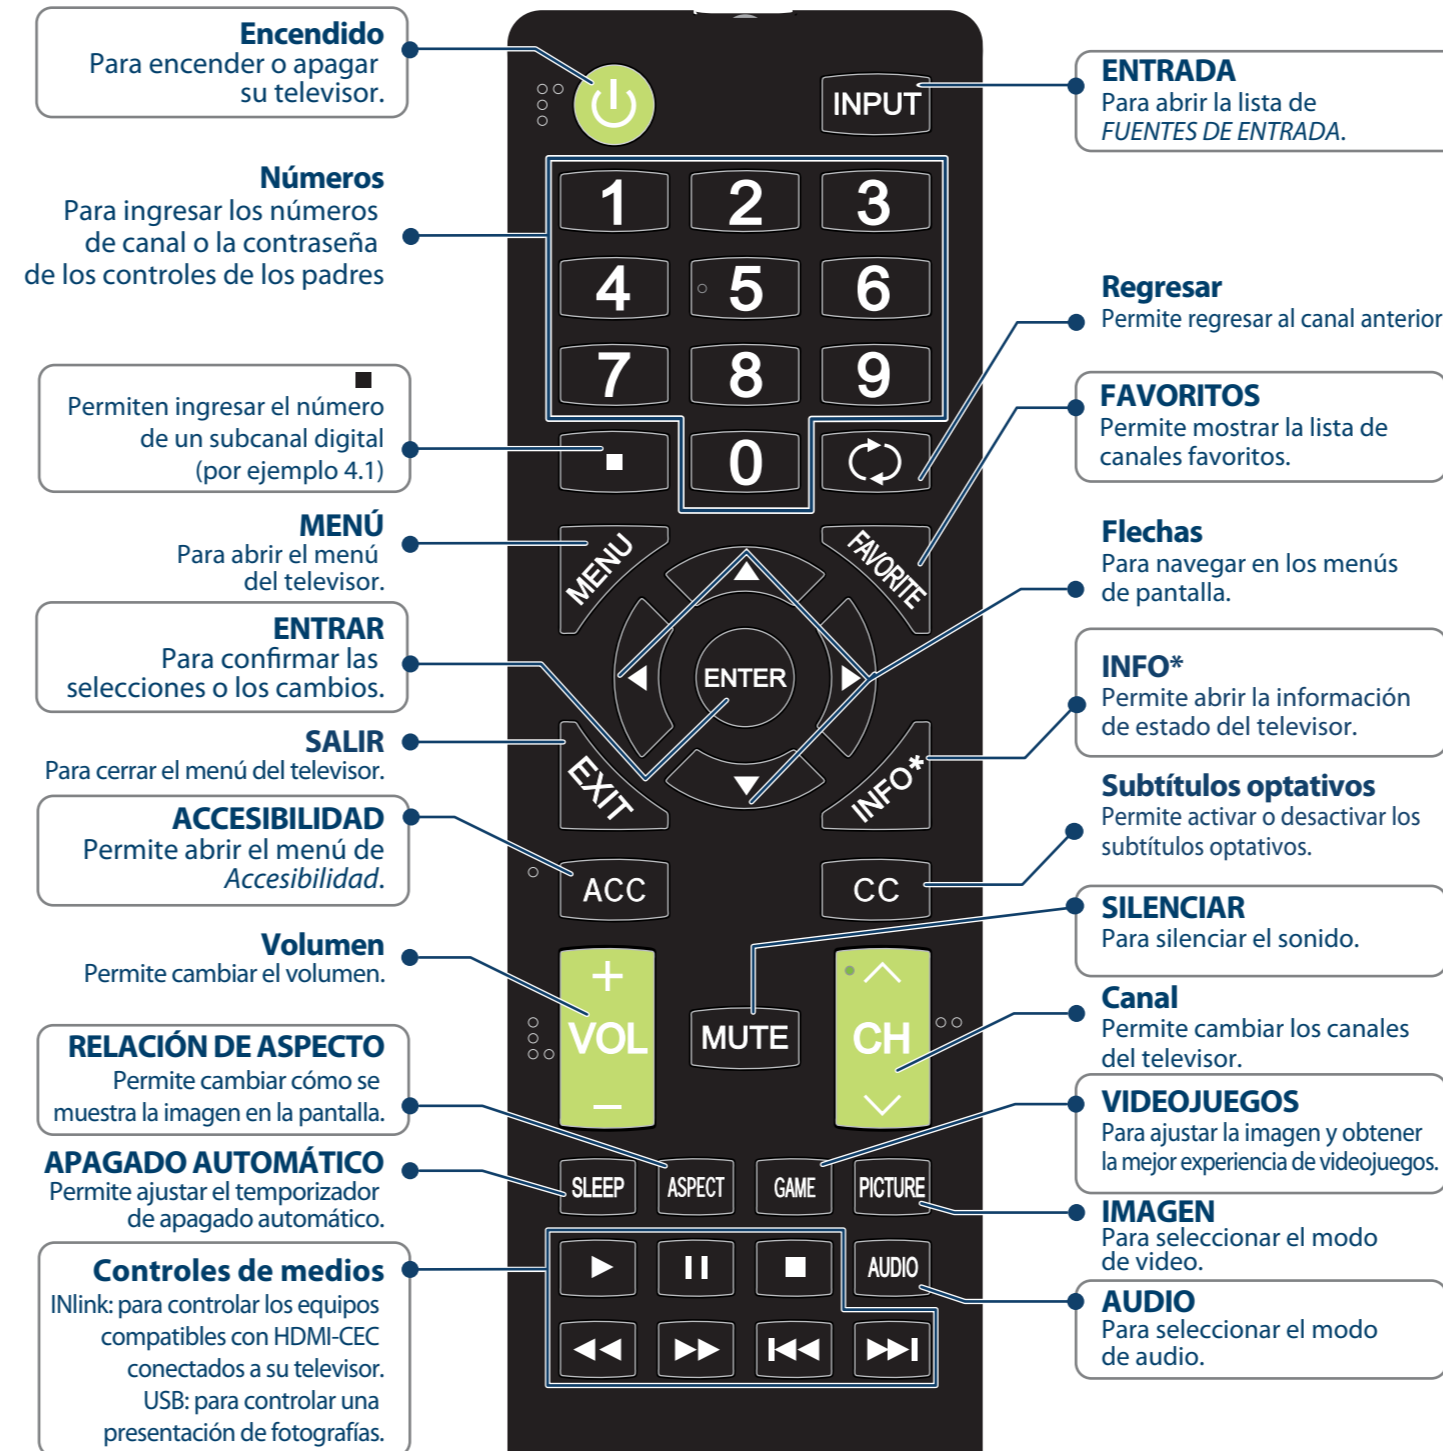 Encendido
Para encender o apagar
su televisor.
Números
Para ingresar los números
de canal o la contraseña
de los controles de los padres
■
Permiten ingresar el número
de un subcanal digital
(por ejemplo 4.1)
MENÚ
Para abrir el menú
del televisor.
ENTRAR
Para confirmar las
selecciones o los cambios.
SALIR
Para cerrar el menú del televisor.
ACCESIBILIDAD
Permite abrir el menú de
Accesibilidad.
Volumen
Permite cambiar el volumen.
RELACIÓN DE ASPECTO
Permite cambiar cómo se
muestra la imagen en la pantalla.
APAGADO AUTOMÁTICO
Permite ajustar el temporizador
de apagado automático.
Controles de medios
INlink: para controlar los equipos
compatibles con HDMI-CEC
conectados a su televisor.
USB: para controlar una
presentación de fotografías.
INPUT
1 2 3
4 5 6
7 8 9
0
MENU
FAVORITE
ENTER
EXIT
INFO*
ACC
CC
+
VOL
–
MUTE
CH
SLEEP ASPECT GAME PICTURE
AUDIO
ENTRADA
Para abrir la lista de
FUENTES DE ENTRADA.
Regresar
Permite regresar al canal anterior
FAVORITOS
Permite mostrar la lista de
canales favoritos.
Flechas
Para navegar en los menús
de pantalla.
INFO*
Permite abrir la información
de estado del televisor.
Subtítulos optativos
Permite activar o desactivar los
subtítulos optativos.
SILENCIAR
Para silenciar el sonido.
Canal
Permite cambiar los canales
del televisor.
VIDEOJUEGOS
Para ajustar la imagen y obtener
la mejor experiencia de videojuegos.
IMAGEN
Para seleccionar el modo
de video.
AUDIO
Para seleccionar el modo
de audio.